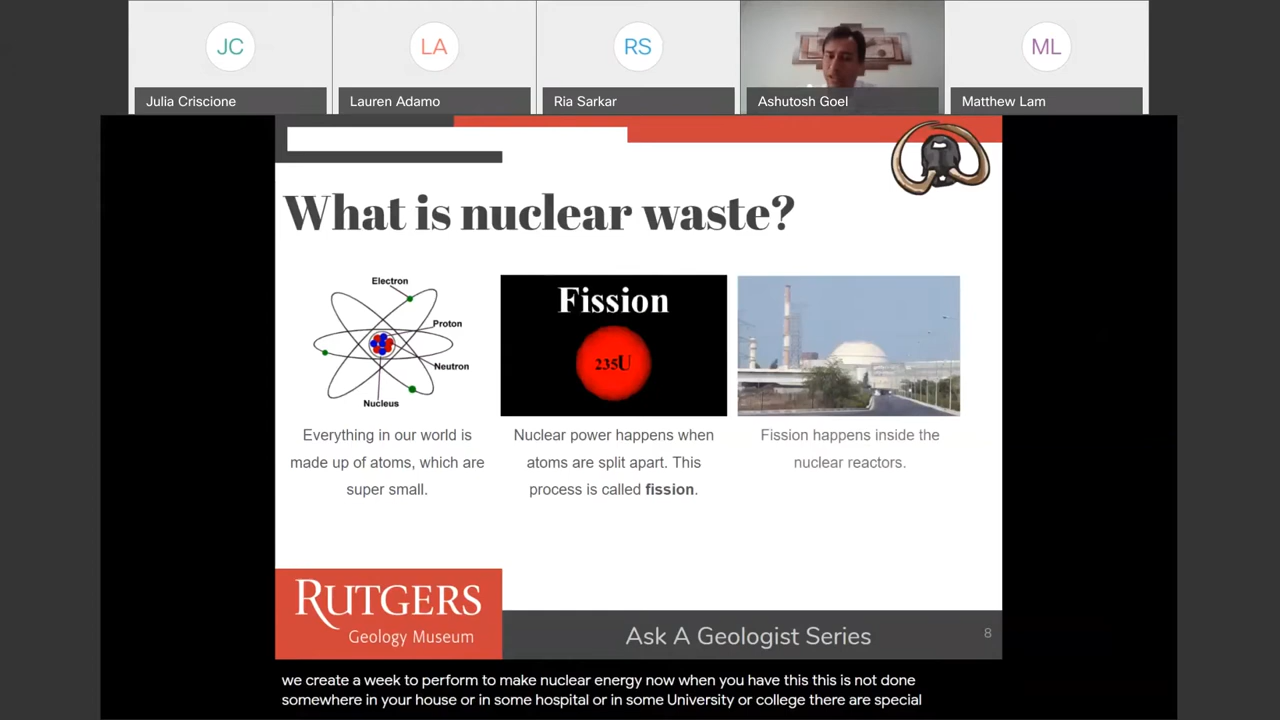 JC
LA
RS
ML
Julia Criscione
Lauren Adamo
Ria Sarkar
Ashutosh Goel
Matthew Lam
What is nuclear waste?
Electron
Proton
Neutron
Nucleus
Fission
235U
Everything in our world is
made up of atoms, which are
super small.
Nuclear power happens when
atoms are split apart. This
process is called fission.
Fission happens inside the
nuclear reactors.
RUTGERS
Geology Museum
Ask A Geologist Series
8
we create a week to perform to make nuclear energy now when you have this this is not done
somewhere in your house or in some hospital or in some University or college there are special